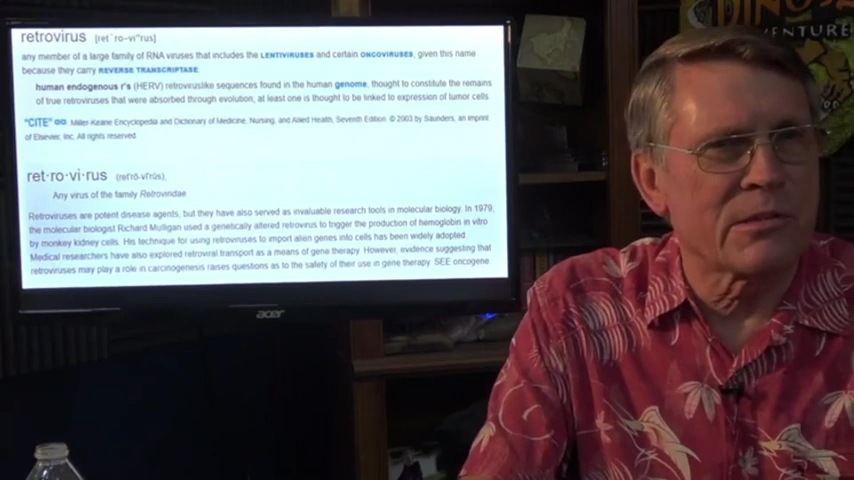 retrovirus [ret´ro-vi″rus]
any member of a large family of RNA viruses that includes the LENTIVIRUSES and certain ONCOVIRUSES, given this name
because they carry REVERSE TRANSCRIPTASE.
human endogenous r's (HERV) retroviruslike sequences found in the human genome, thought to constitute the remains
of true retroviruses that were absorbed through evolution; at least one is thought to be linked to expression of tumor cells.
"CITE" Miller-Keane Encyclopedia and Dictionary of Medicine, Nursing, and Allied Health, Seventh Edition. © 2003 by Saunders, an imprint
of Elsevier, Inc. All rights reserved.
ret·ro·vi·rus (rĕt′rō-vī′rŭs),
Any virus of the family Retroviridae
Retroviruses are potent disease agents, but they have also served as invaluable research tools in molecular biology. In 1979,
the molecular biologist Richard Mulligan used a genetically altered retrovirus to trigger the production of hemoglobin in vitro
by monkey kidney cells. His technique for using retroviruses to import alien genes into cells has been widely adopted.
Medical researchers have also explored retroviral transport as a means of gene therapy. However, evidence suggesting that
retroviruses may play a role in carcinogenesis raises questions as to the safety of their use in gene therapy. SEE oncogene.
acer
VENTURE